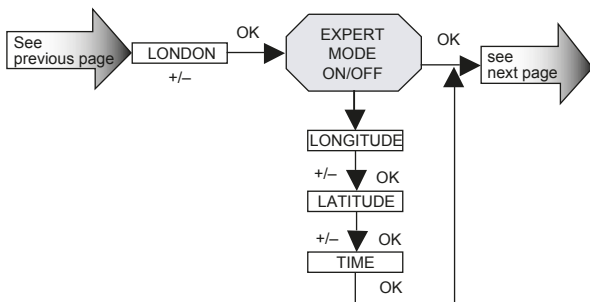 See
previous page
LONDON
+/–
OK
EXPERT
MODE
ON/OFF
OK
see
next page
LONGITUDE
+/–
OK
LATITUDE
+/–
OK
TIME
OK